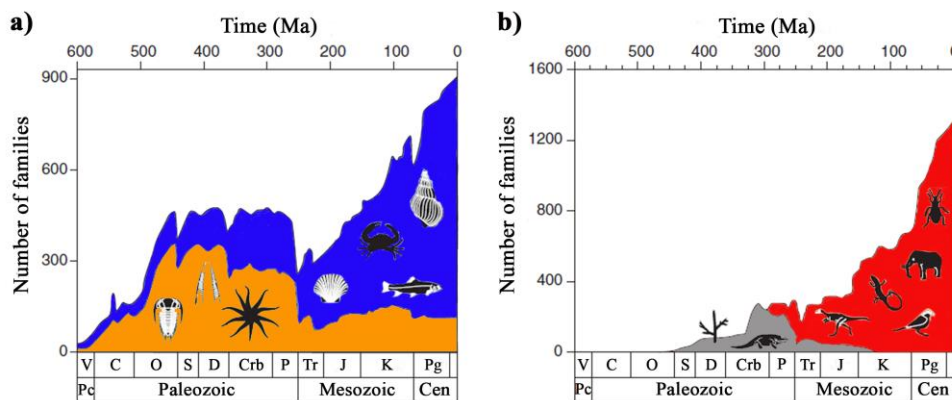 a)
Time (Ma)
600 500 400 300 200 100 0
Number of families
900
600
300
0
V C O S D Crb P Tr J K Pg
Pc Paleozoic Mesozoic Cen
b)
Time (Ma)
600 500 400 300 200 100 0
Number of families
1600
1200
800
400
0
V C O S D Crb P Tr J K Pg
Pc Paleozoic Mesozoic Cen